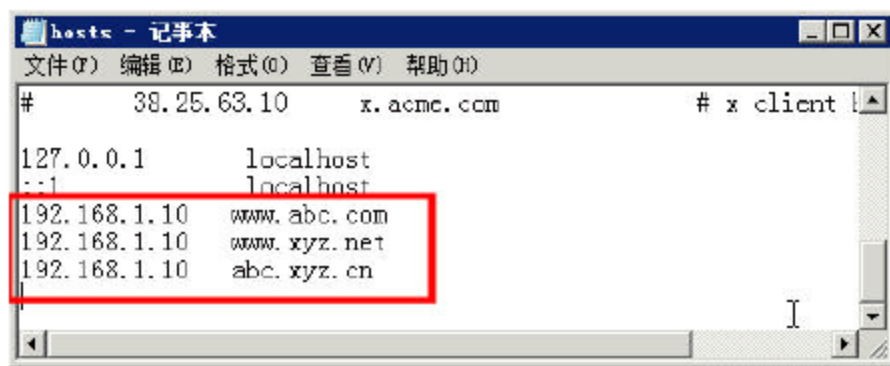 hosts - 记事本
文件(F) 编辑(E) 格式(O) 查看(V) 帮助(H)
# 38.25.63.10 x.acme.com # x client
127.0.0.1 localhost
::1 localhost
192.168.1.10 www.abc.com
192.168.1.10 www.xyz.net
192.168.1.10 abc.xyz.cn